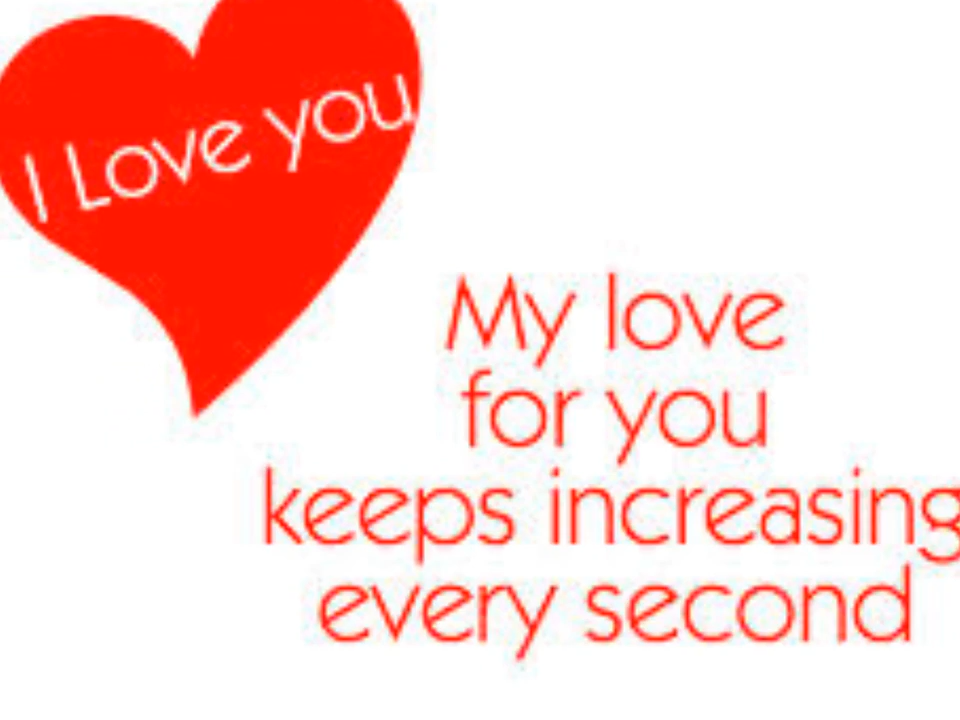 I Love you
My love
for you
keeps increasing
every second